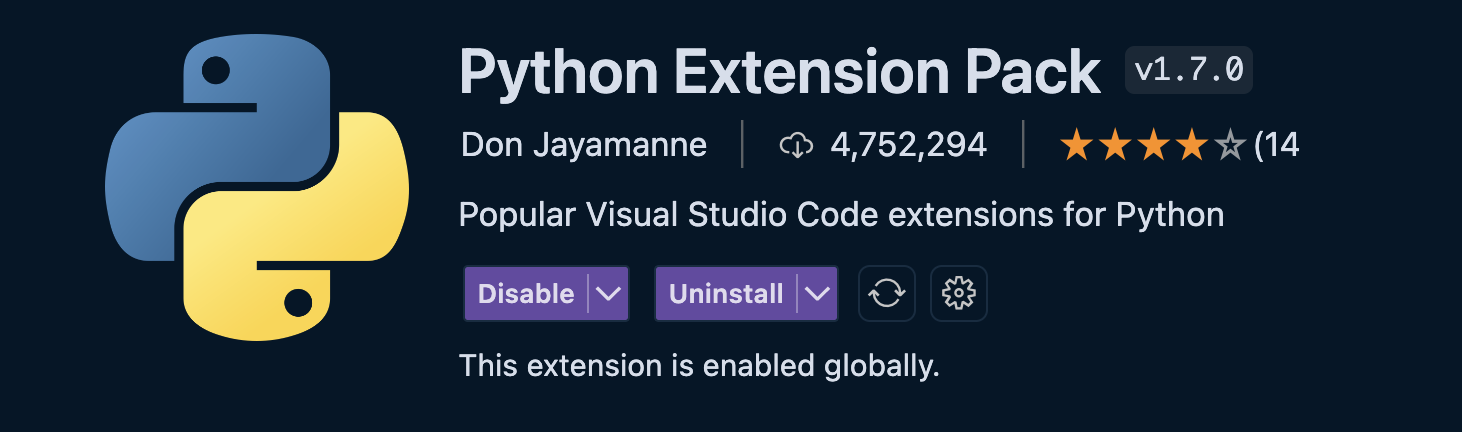 Python Extension Pack v1.7.0
Don Jayamanne 4,752,294 (14
Popular Visual Studio Code extensions for Python
Disable Uninstall
This extension is enabled globally.